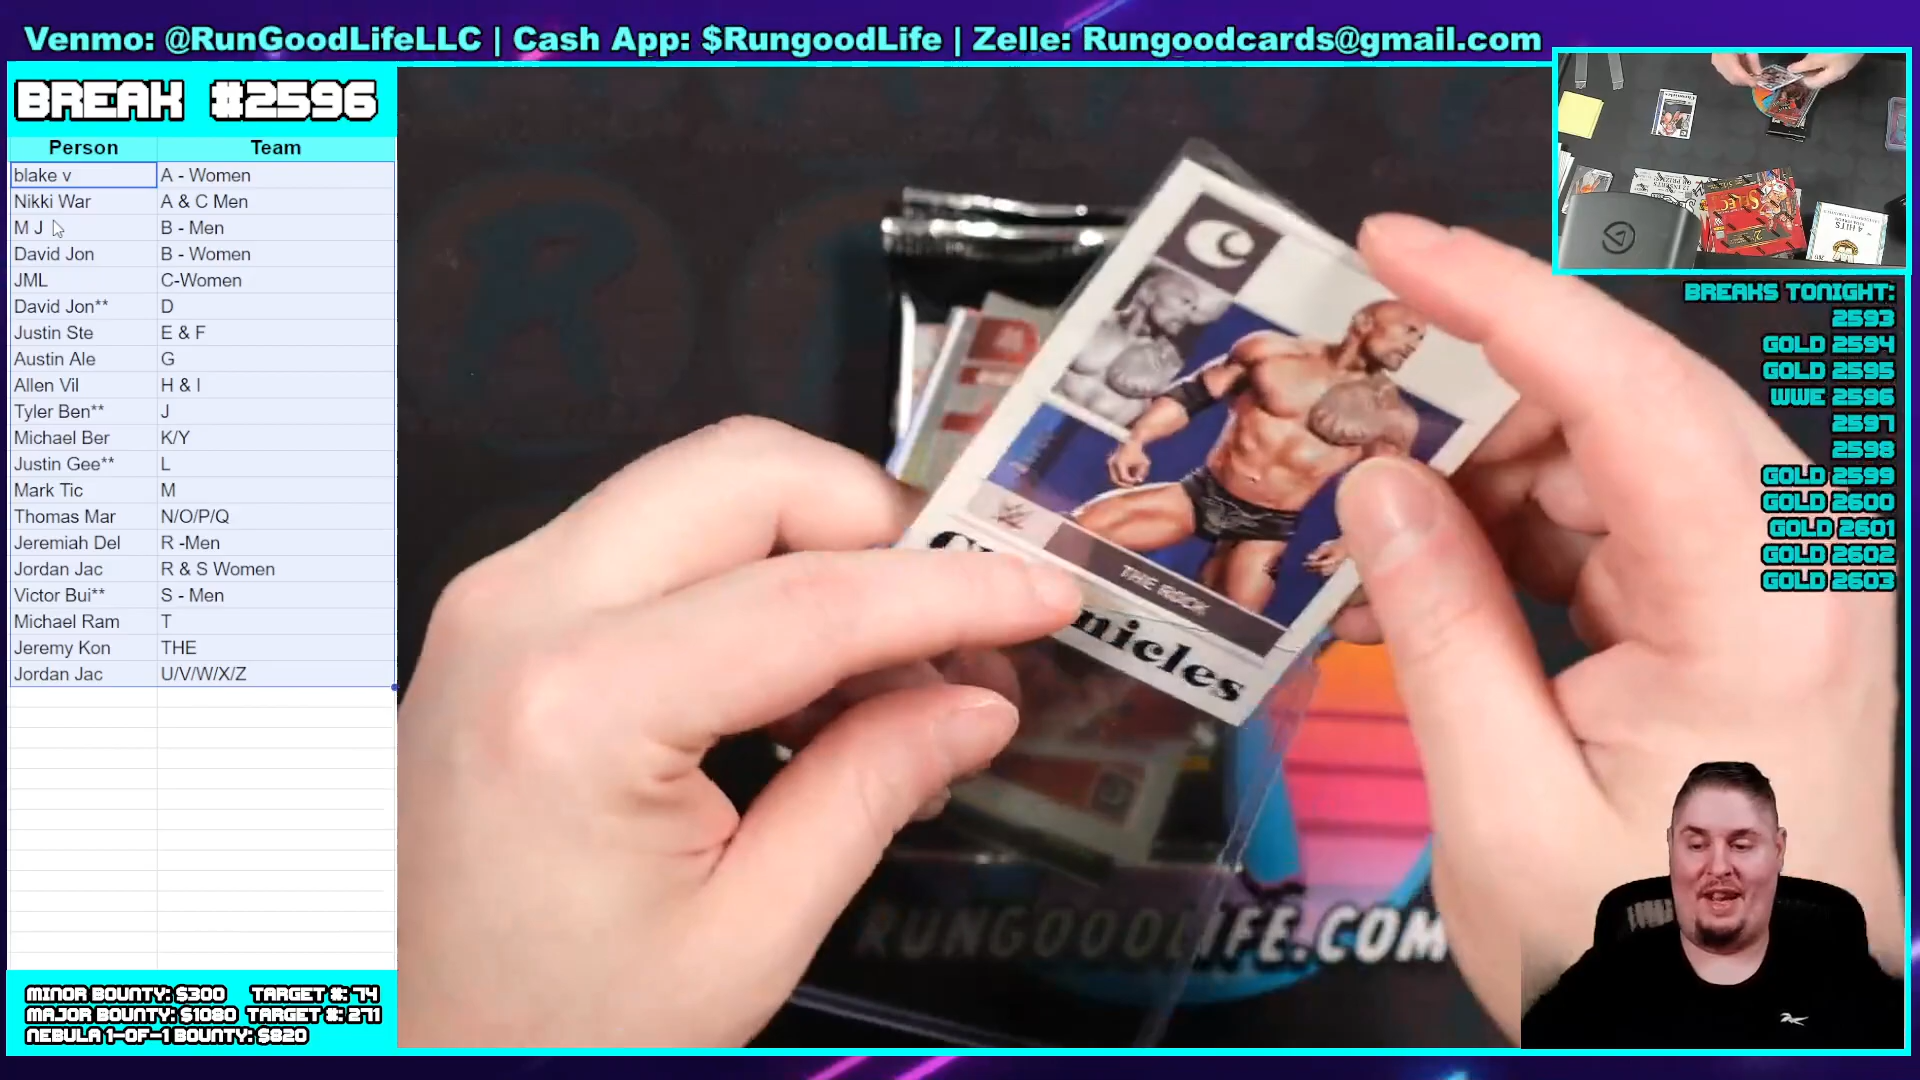 Venmo: @RunGoodLifeLLC | Cash App: $RungoodLife | Zelle: Rungoodcards@gmail.com
BREAK #2596
Person Team
blake v A - Women
Nikki War A & C Men
M J B - Men
David Jon B - Women
JML C-Women
David Jon** D
Justin Ste E & F
Austin Ale G
Allen Vil H & I
Tyler Ben** J
Michael Ber K/Y
Justin Gee** L
Mark Tic M
Thomas Mar N/O/P/Q
Jeremiah Del R -Men
Jordan Jac R & S Women
Victor Bui** S - Men
Michael Ram T
Jeremy Kon THE
Jordan Jac U/V/W/X/Z
MINOR BOUNTY: $300 TARGET #: 74
MAJOR BOUNTY: $1080 TARGET #: 271
NEBULA 1-OF-1 BOUNTY: $820
THE ROCK
RUNGOODLIFE.COM
SELECT
4 HITS
BREAKS TONIGHT:
2593
GOLD 2594
GOLD 2595
WWE 2596
2597
2598
GOLD 2599
GOLD 2600
GOLD 2601
GOLD 2602
GOLD 2603